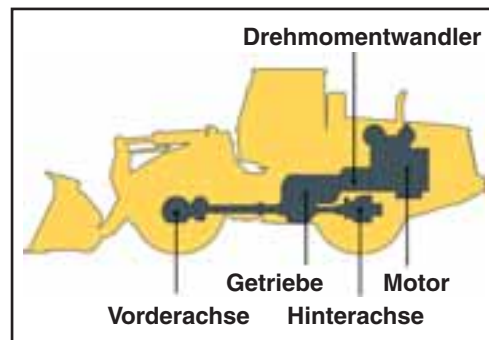 Drehmomentwandler
Getriebe
Motor
Vorderachse
Hinterachse